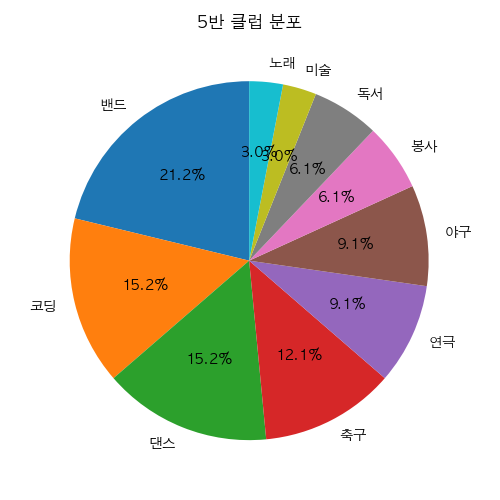 5반 클럽 분포
노래
미술
독서
봉사
야구
연극
축구
댄스
코딩
밴드
3.0%
3.0%
6.1%
6.1%
9.1%
9.1%
12.1%
15.2%
15.2%
21.2%